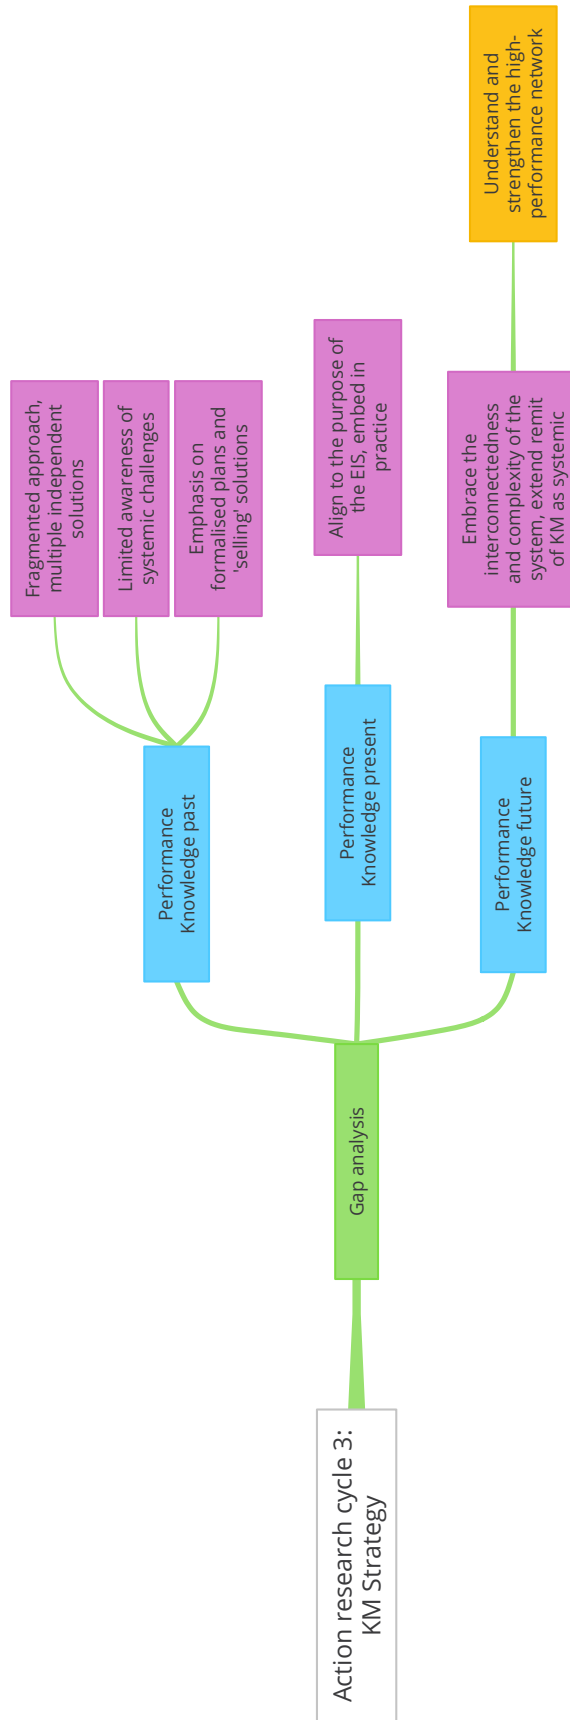 Action research cycle 3:
KM Strategy
Gap analysis
Performance
Knowledge past
Fragmented approach,
multiple independent
solutions
Limited awareness of
systemic challenges
Emphasis on
formalised plans and
'selling' solutions
Performance
Knowledge present
Align to the purpose of
the EIS, embed in
practice
Performance
Knowledge future
Embrace the
interconnectedness
and complexity of the
system, extend remit
of KM as systemic
Understand and
strengthen the high-
performance network